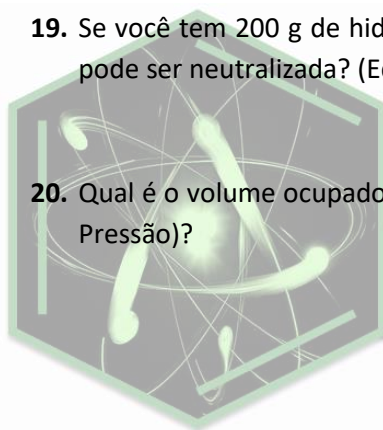 19. Se você tem 200 g de hid
pode ser neutralizada? (E
20. Qual é o volume ocupado
Pressão)?